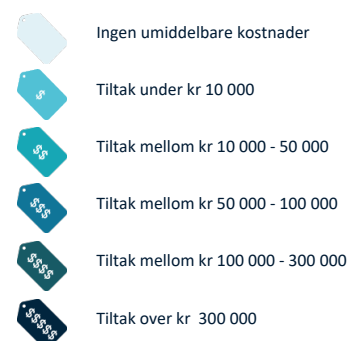 Ingen umiddelbare kostnader
$ Tiltak under kr 10 000
$$ Tiltak mellom kr 10 000 - 50 000
$$$ Tiltak mellom kr 50 000 - 100 000
$$$$ Tiltak mellom kr 100 000 - 300 000
$$$$$ Tiltak over kr 300 000